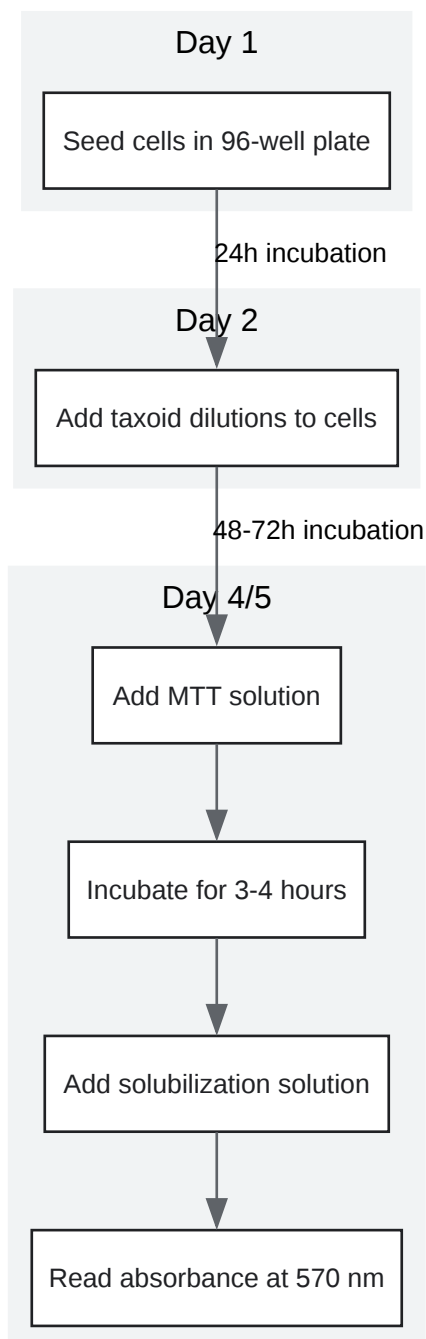 Day 1
Seed cells in 96-well plate
24h incubation
Day 2
Add taxoid dilutions to cells
48-72h incubation
Day 4/5
Add MTT solution
Incubate for 3-4 hours
Add solubilization solution
Read absorbance at 570 nm